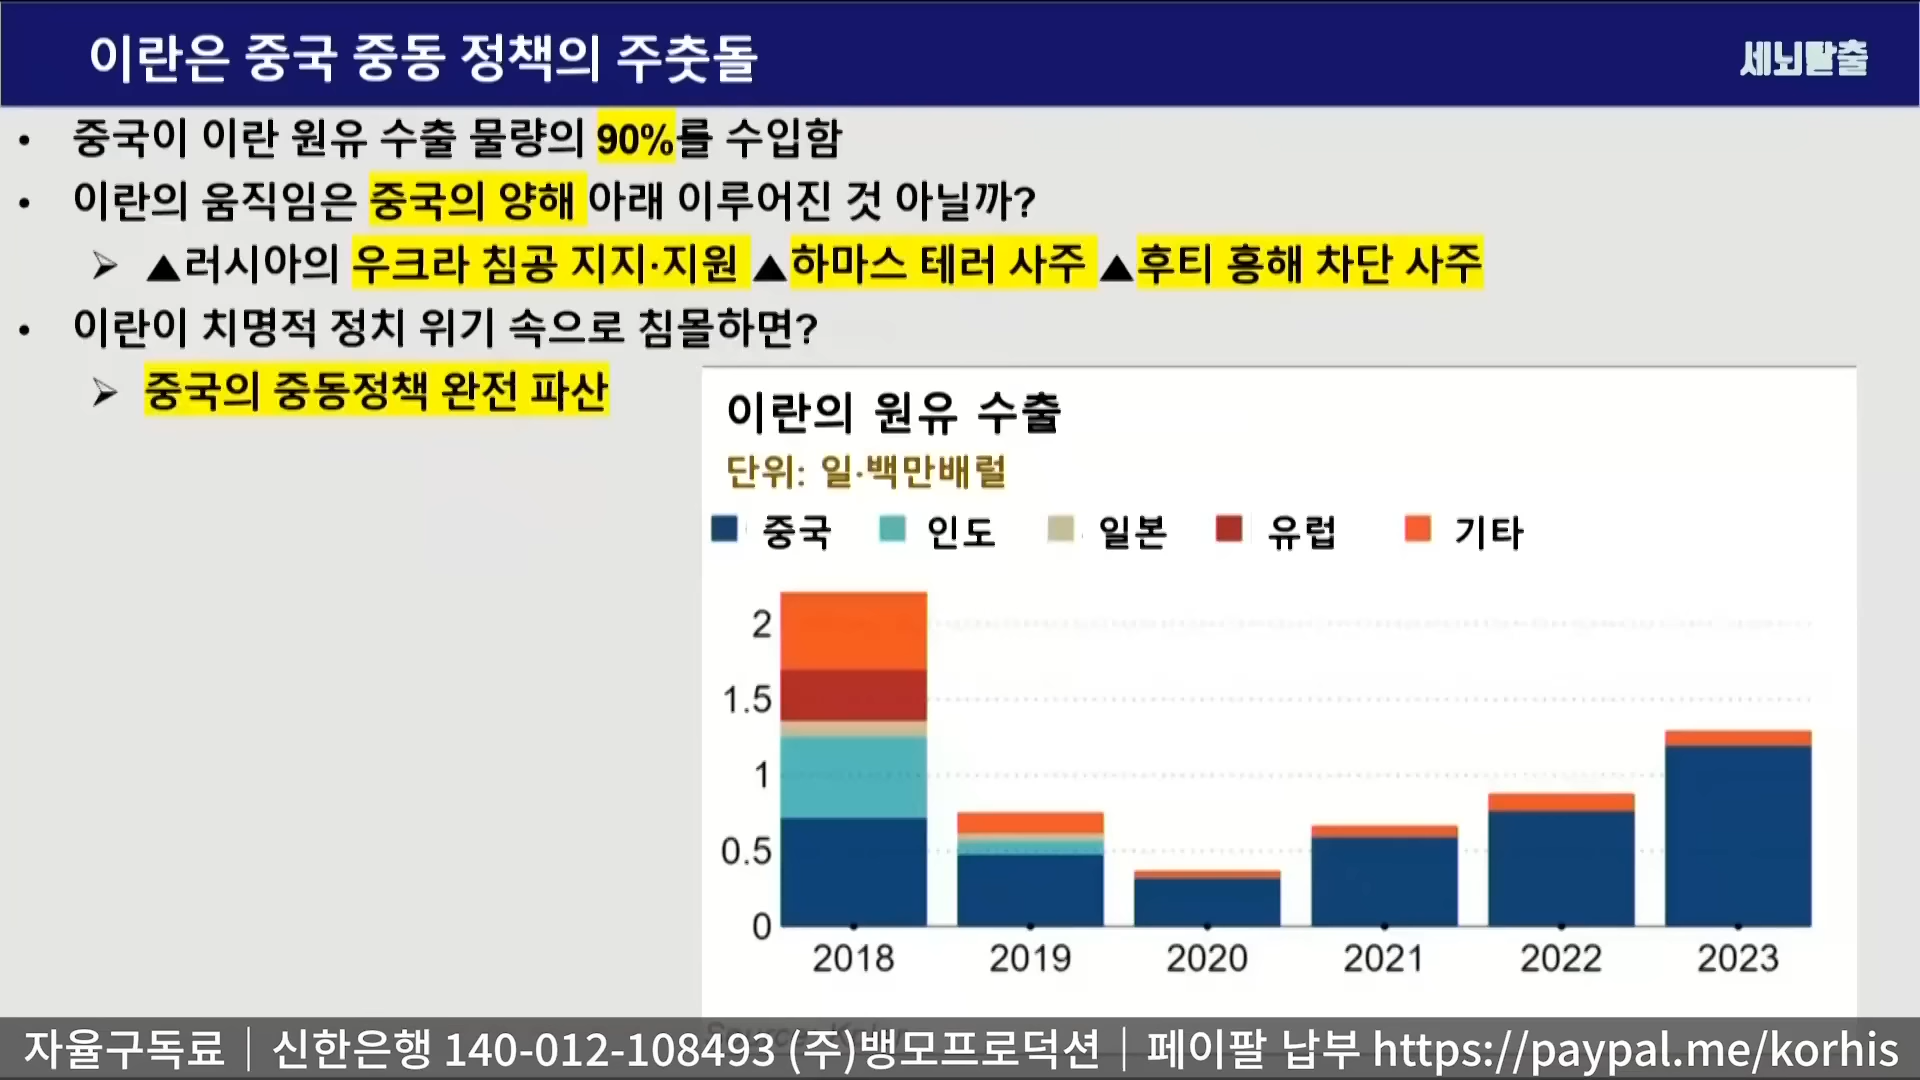 이란은 중국 중동 정책의 주춧돌
세뇌탈출
• 중국이 이란 원유 수출 물량의 90%를 수입함
• 이란의 움직임은 중국의 양해 아래 이루어진 것 아닐까?
➢ ▲러시아의 우크라 침공 지지·지원 ▲하마스 테러 사주 ▲후티 홍해 차단 사주
• 이란이 치명적 정치 위기 속으로 침몰하면?
➢ 중국의 중동정책 완전 파산
이란의 원유 수출
단위: 일·백만배럴
중국 인도 일본 유럽 기타
2
1.5
1
0.5
0
2018 2019 2020 2021 2022 2023
자율구독료│신한은행 140-012-108493 (주)뱅모프로덕션│페이팔 납부 https://paypal.me/korhis